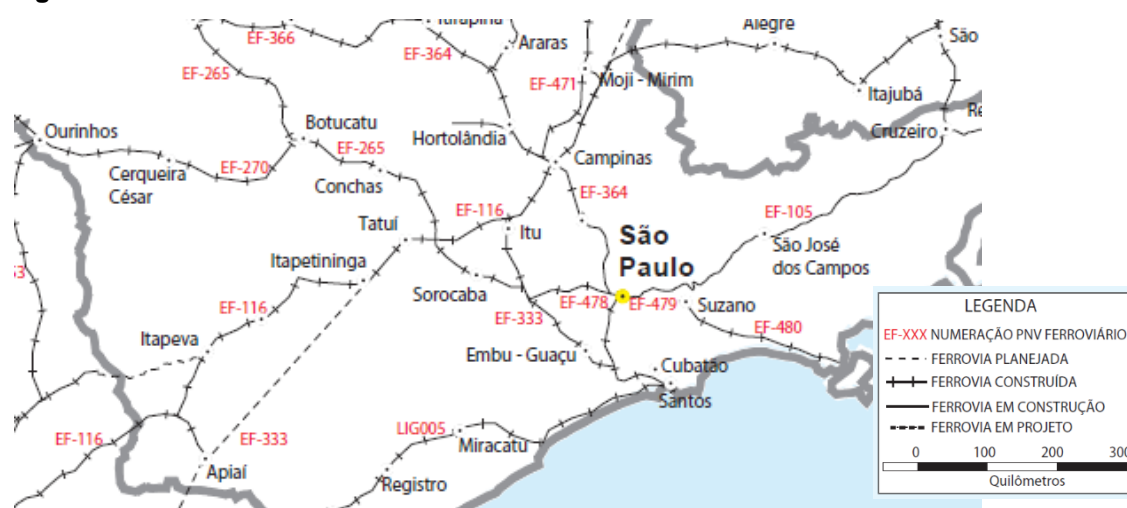 EF-366
EF-364
Araras
Alegre
São
EF-265
EF-471
Moji - Mirim
Itajubá
Ourinhos
Botucatu
Hortolândia
Cruzeiro
EF-265
Campinas
Cerqueira
César
EF-270
Conchas
EF-364
Tatuí
EF-116
Itu
São
Paulo
EF-105
São José
dos Campos
Itapetininga
Sorocaba
EF-478
EF-479
Suzano
EF-116
EF-333
EF-480
Itapeva
Embu - Guaçu
Cubatão
Santos
EF-116
EF-333
LIG005
Miracatu
Apiaí
Registro
LEGENDA
EF-XXX NUMERAÇÃO PNV FERROVIÁRIO
FERROVIA PLANEJADA
FERROVIA CONSTRUÍDA
FERROVIA EM CONSTRUÇÃO
FERROVIA EM PROJETO
0 100 200 300
Quilômetros